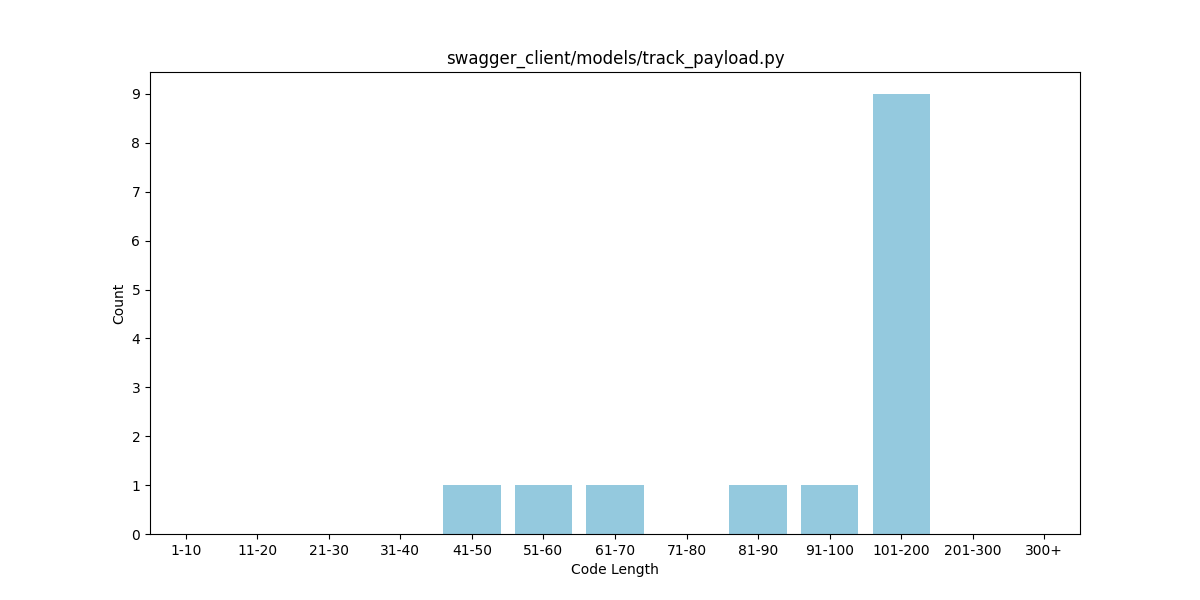 swagger_client/models/track_payload.py
9
8
7
6
5
4
3
2
1
0
Count
1-10 11-20 21-30 31-40 41-50 51-60 61-70 71-80 81-90 91-100 101-200 201-300 300+
Code Length